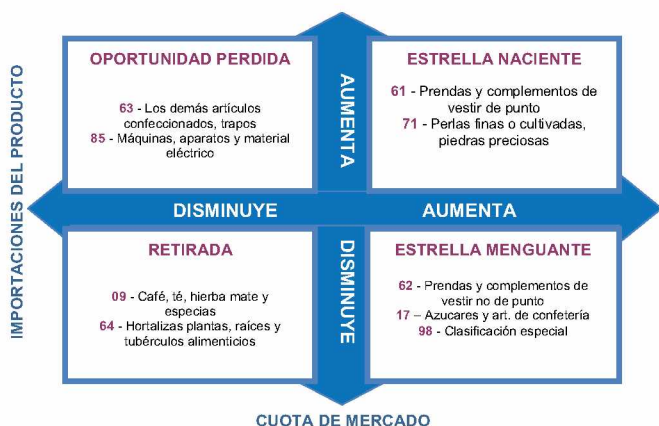 OPORTUNIDAD PERDIDA
63 - Los demás artículos
confeccionados, trapos
85 - Máquinas, aparatos y material
eléctrico
AUMENTA
ESTRELLA NACIENTE
61 - Prendas y complementos de
vestir de punto
71 - Perlas finas o cultivadas,
piedras preciosas
IMPORTACIONES DEL PRODUCTO
DISMINUYE
AUMENTA
RETIRADA
09 - Café, té, hierba mate y
especias
64 - Hortalizas plantas, raíces y
tubérculos alimenticios
DISMINUYE
ESTRELLA MENGUANTE
62 - Prendas y complementos de
vestir no de punto
17 – Azucares y art. de confetería
98 - Clasificación especial
CUOTA DE MERCADO